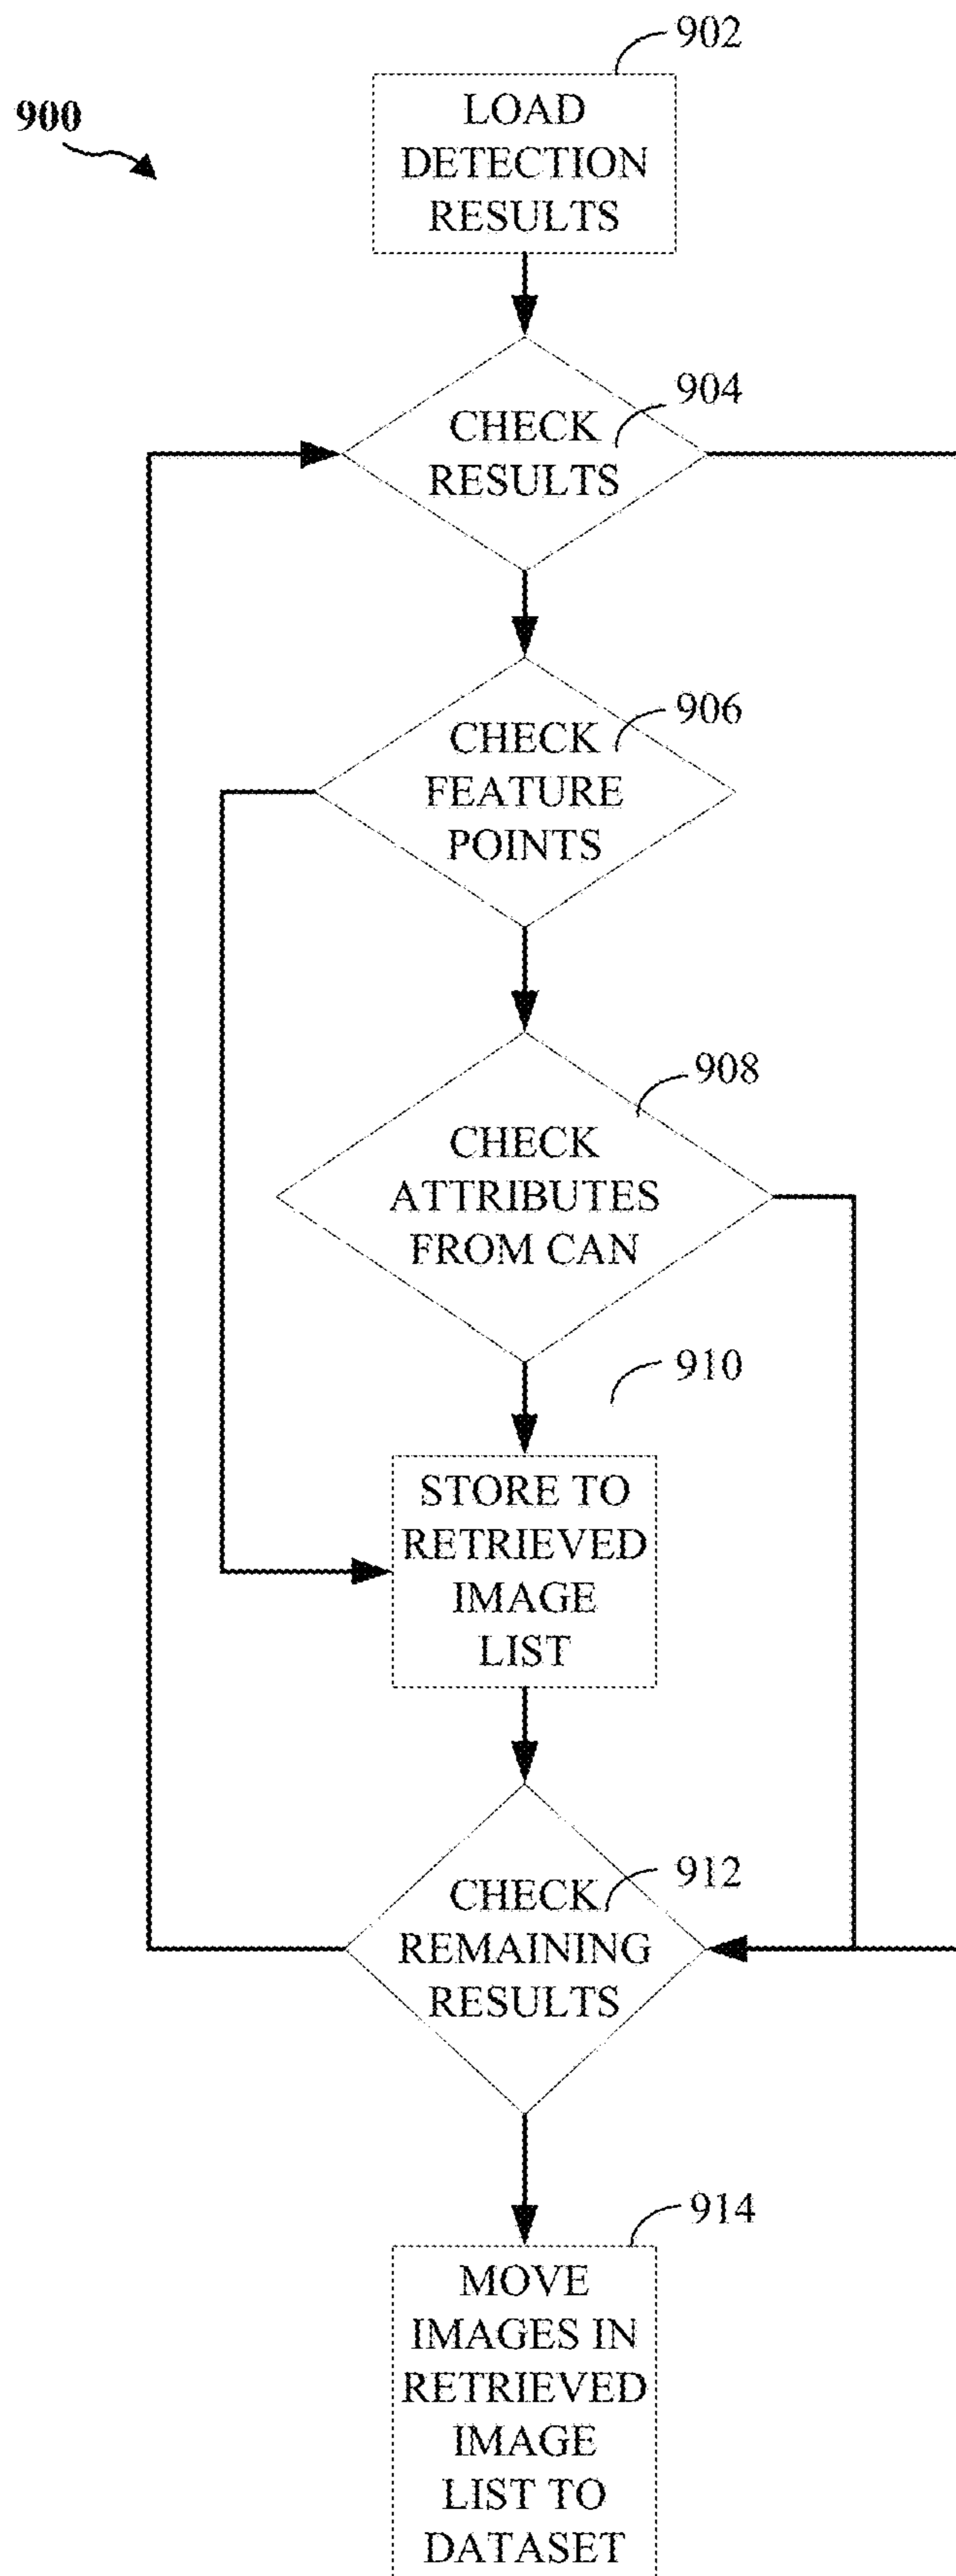 902
900
LOAD
DETECTION
RESULTS
904
CHECK
RESULTS
906
CHECK
FEATURE
POINTS
908
CHECK
ATTRIBUTES
FROM CAN
910
STORE TO
RETRIEVED
IMAGE
LIST
912
CHECK
REMAINING
RESULTS
914
MOVE
IMAGES IN
RETRIEVED
IMAGE
LIST TO
DATASET